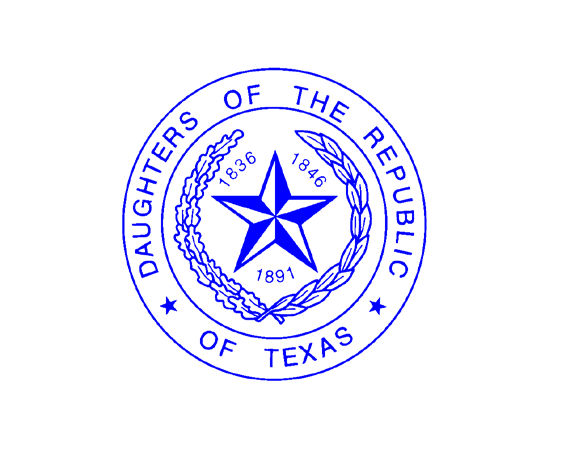 DAUGHTERS OF THE REPUBLIC
OF TEXAS
1836
1846
1891